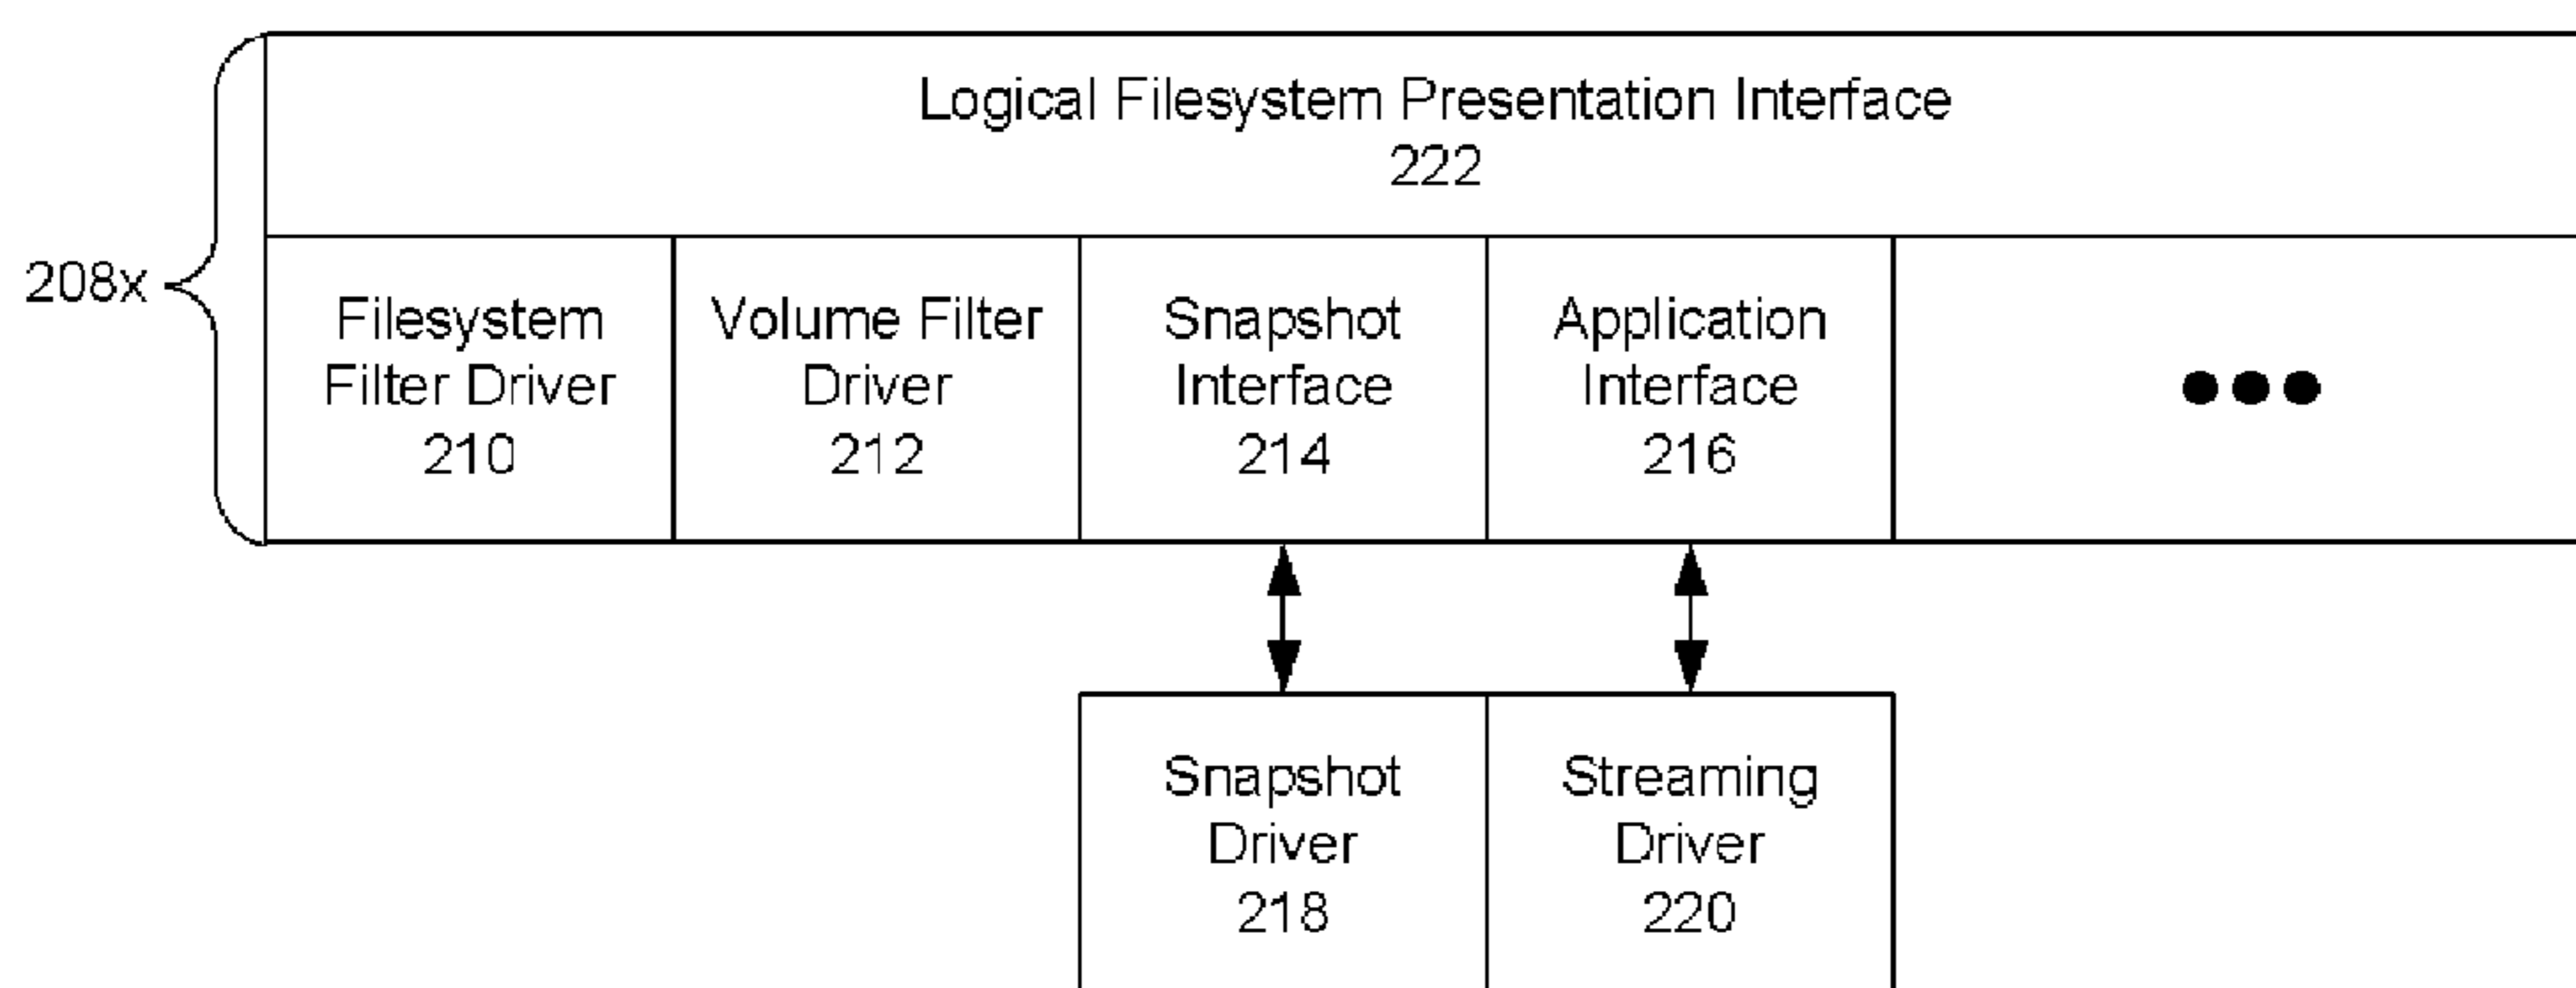 Logical Filesystem Presentation Interface
222
208x
Filesystem
Filter Driver
210
Volume Filter
Driver
212
Snapshot
Interface
214
Application
Interface
216
●●●
Snapshot
Driver
218
Streaming
Driver
220